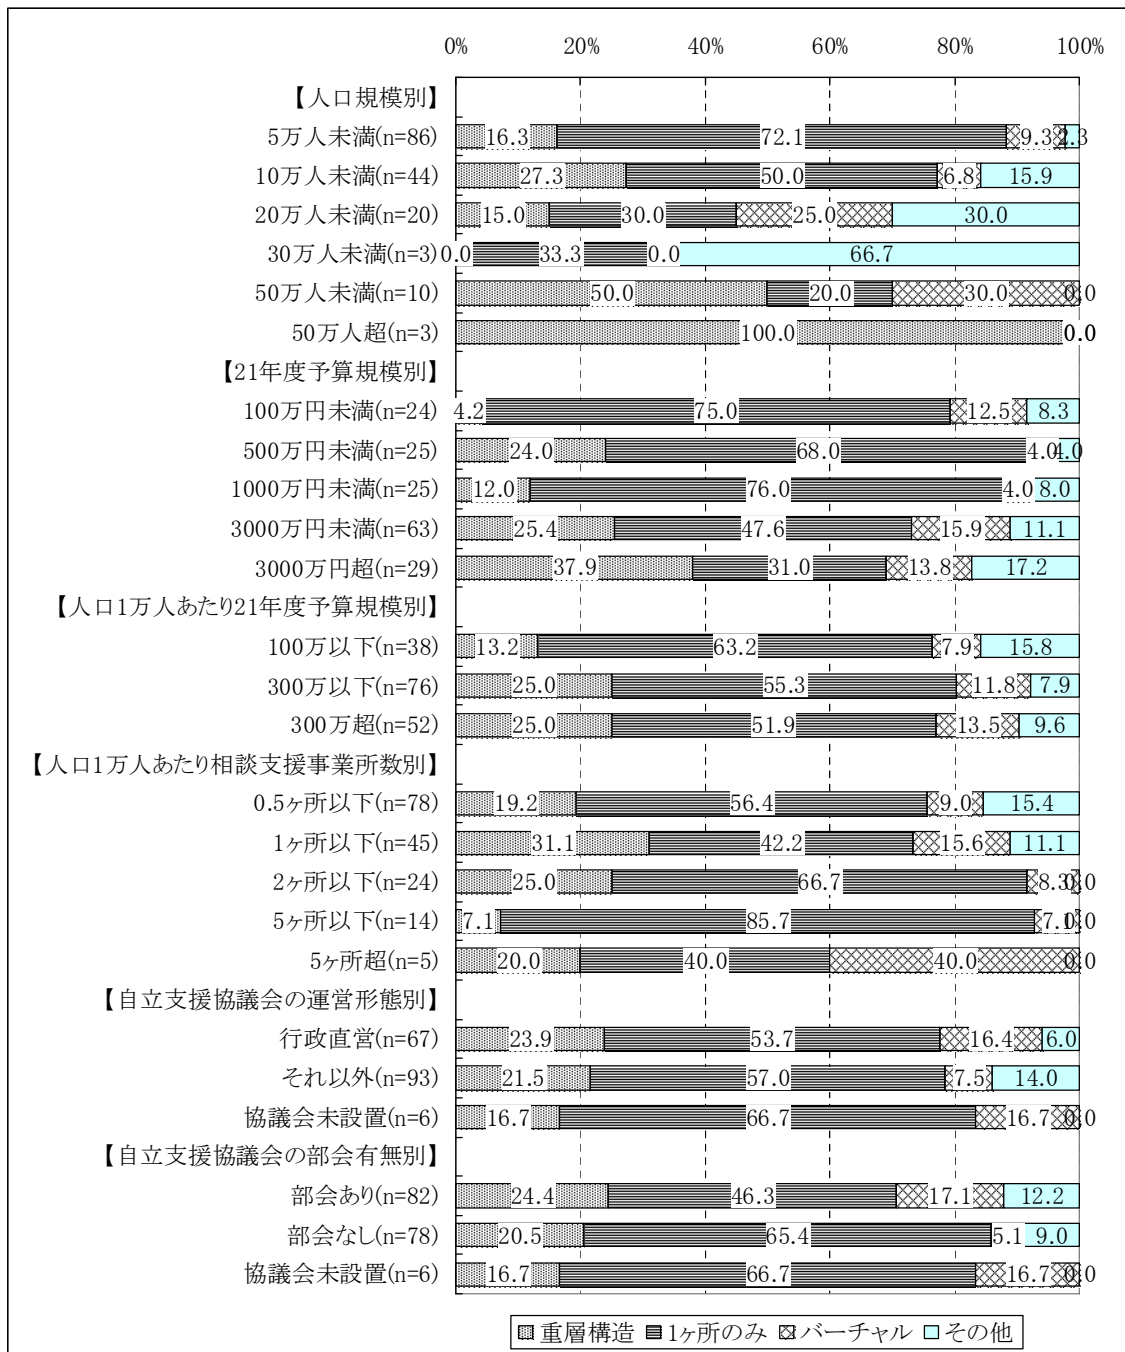 0% 20% 40% 60% 80% 100%
【人口規模別】
5万人未満(n=86) 16.3 72.1 9.3 2.3
10万人未満(n=44) 27.3 50.0 6.8 15.9
20万人未満(n=20) 15.0 30.0 25.0 30.0
30万人未満(n=3) 0.0 33.3 0.0 66.7
50万人未満(n=10) 50.0 20.0 30.0 0.0
50万人超(n=3) 100.0 0.0
【21年度予算規模別】
100万円未満(n=24) 4.2 75.0 12.5 8.3
500万円未満(n=25) 24.0 68.0 4.0 4.0
1000万円未満(n=25) 12.0 76.0 4.0 8.0
3000万円未満(n=63) 25.4 47.6 15.9 11.1
3000万円超(n=29) 37.9 31.0 13.8 17.2
【人口1万人あたり21年度予算規模別】
100万以下(n=38) 13.2 63.2 7.9 15.8
300万以下(n=76) 25.0 55.3 11.8 7.9
300万超(n=52) 25.0 51.9 13.5 9.6
【人口1万人あたり相談支援事業所数別】
0.5ヶ所以下(n=78) 19.2 56.4 9.0 15.4
1ヶ所以下(n=45) 31.1 42.2 15.6 11.1
2ヶ所以下(n=24) 25.0 66.7 8.3 0.0
5ヶ所以下(n=14) 7.1 85.7 7.1 0.0
5ヶ所超(n=5) 20.0 40.0 40.0 0.0
【自立支援協議会の運営形態別】
行政直営(n=67) 23.9 53.7 16.4 6.0
それ以外(n=93) 21.5 57.0 7.5 14.0
協議会未設置(n=6) 16.7 66.7 16.7 0.0
【自立支援協議会の部会有無別】
部会あり(n=82) 24.4 46.3 17.1 12.2
部会なし(n=78) 20.5 65.4 5.1 9.0
協議会未設置(n=6) 16.7 66.7 16.7 0.0
重層構造 1ヶ所のみ バーチャル その他